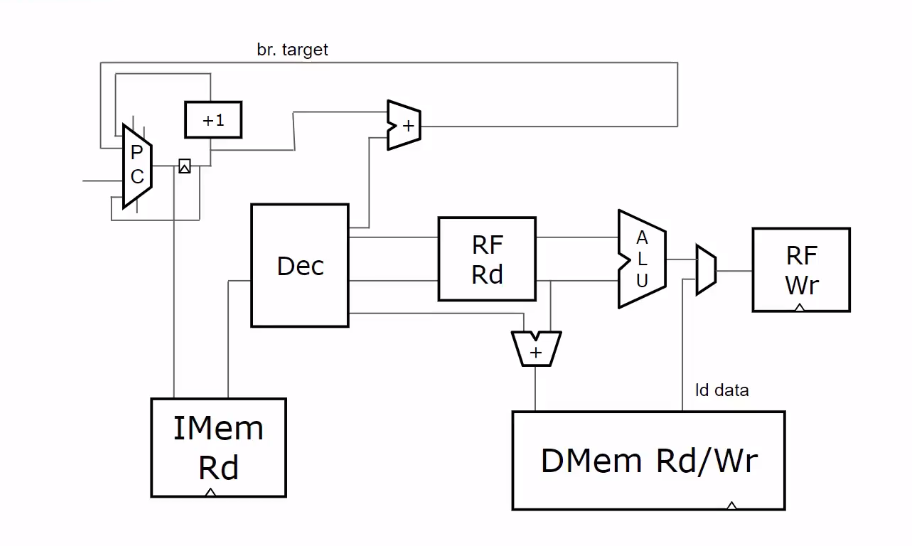 br. target
+1
P
C
+
Dec
RF
Rd
A
L
U
RF
Wr
+
ld data
IMem
Rd
DMem Rd/Wr